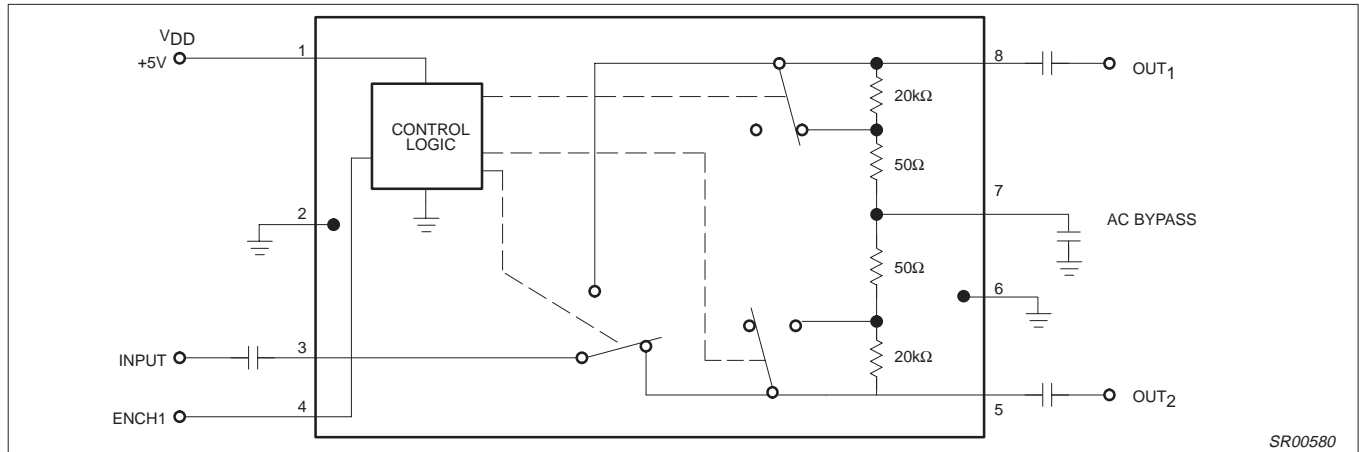 VDD
+5V
1
8
OUT1
20kΩ
CONTROL
LOGIC
50Ω
7
2
AC BYPASS
50Ω
6
INPUT
3
20kΩ
ENCH1
4
5
OUT2
SR00580